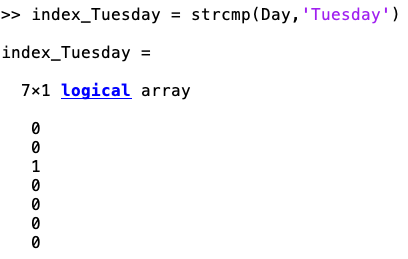 >> index_Tuesday = strcmp(Day,'Tuesday')
index_Tuesday =
7×1 logical array
0
0
1
0
0
0
0